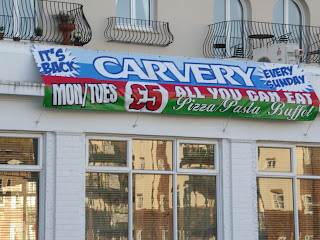 IT'S BACK
CARVERY
EVERY SUNDAY
MON/TUES £5 ALL YOU CAN EAT
Pizza/Pasta Buffet